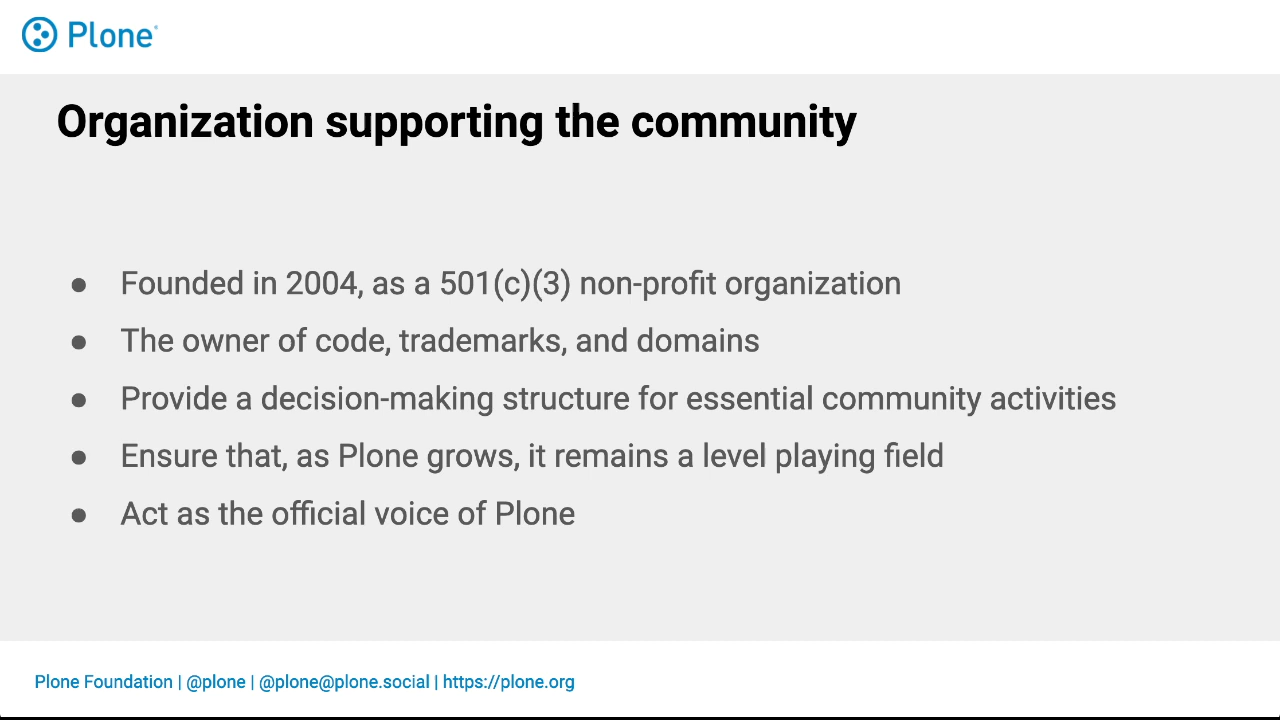 Plone
Organization supporting the community
● Founded in 2004, as a 501(c)(3) non-profit organization
● The owner of code, trademarks, and domains
● Provide a decision-making structure for essential community activities
● Ensure that, as Plone grows, it remains a level playing field
● Act as the official voice of Plone
Plone Foundation | @plone | @plone@plone.social | https://plone.org